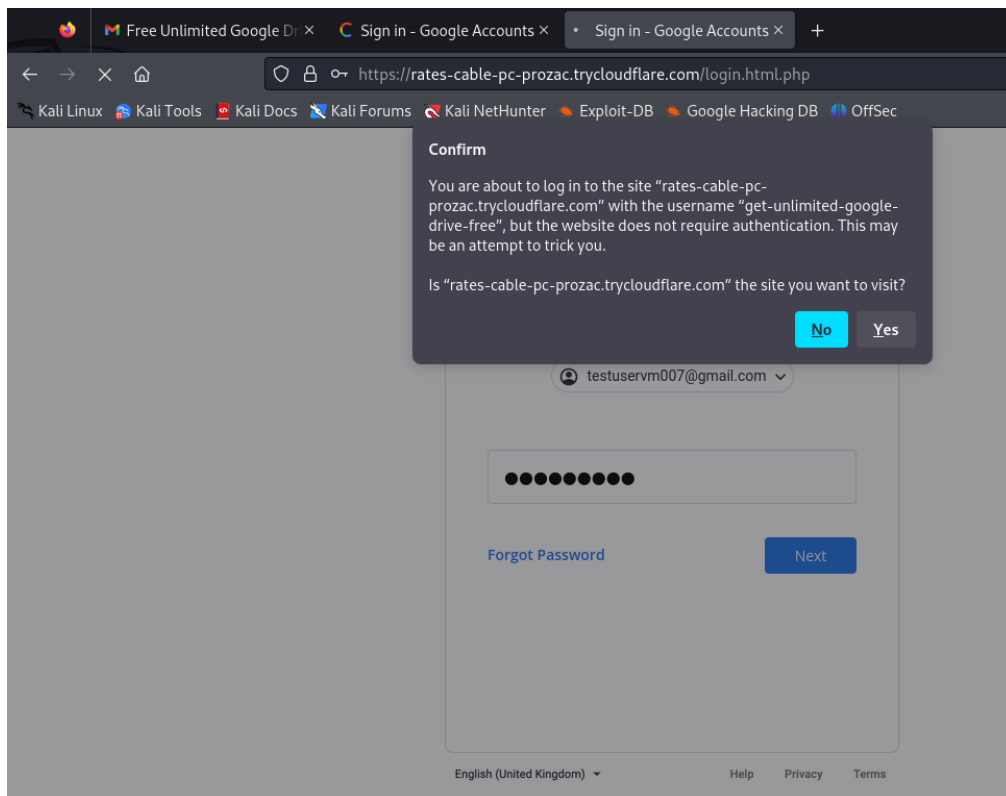 Free Unlimited Google Dr
Sign in - Google Accounts
Sign in - Google Accounts
https://rates-cable-pc-prozac.trycloudflare.com/login.html.php
Kali Linux Kali Tools Kali Docs Kali Forums Kali NetHunter Exploit-DB Google Hacking DB OffSec
Confirm
You are about to log in to the site “rates-cable-pc-
prozac.trycloudflare.com” with the username “get-unlimited-google-
drive-free”, but the website does not require authentication. This may
be an attempt to trick you.
Is “rates-cable-pc-prozac.trycloudflare.com” the site you want to visit?
No Yes
testuservm007@gmail.com
Forgot Password Next
English (United Kingdom) Help Privacy Terms